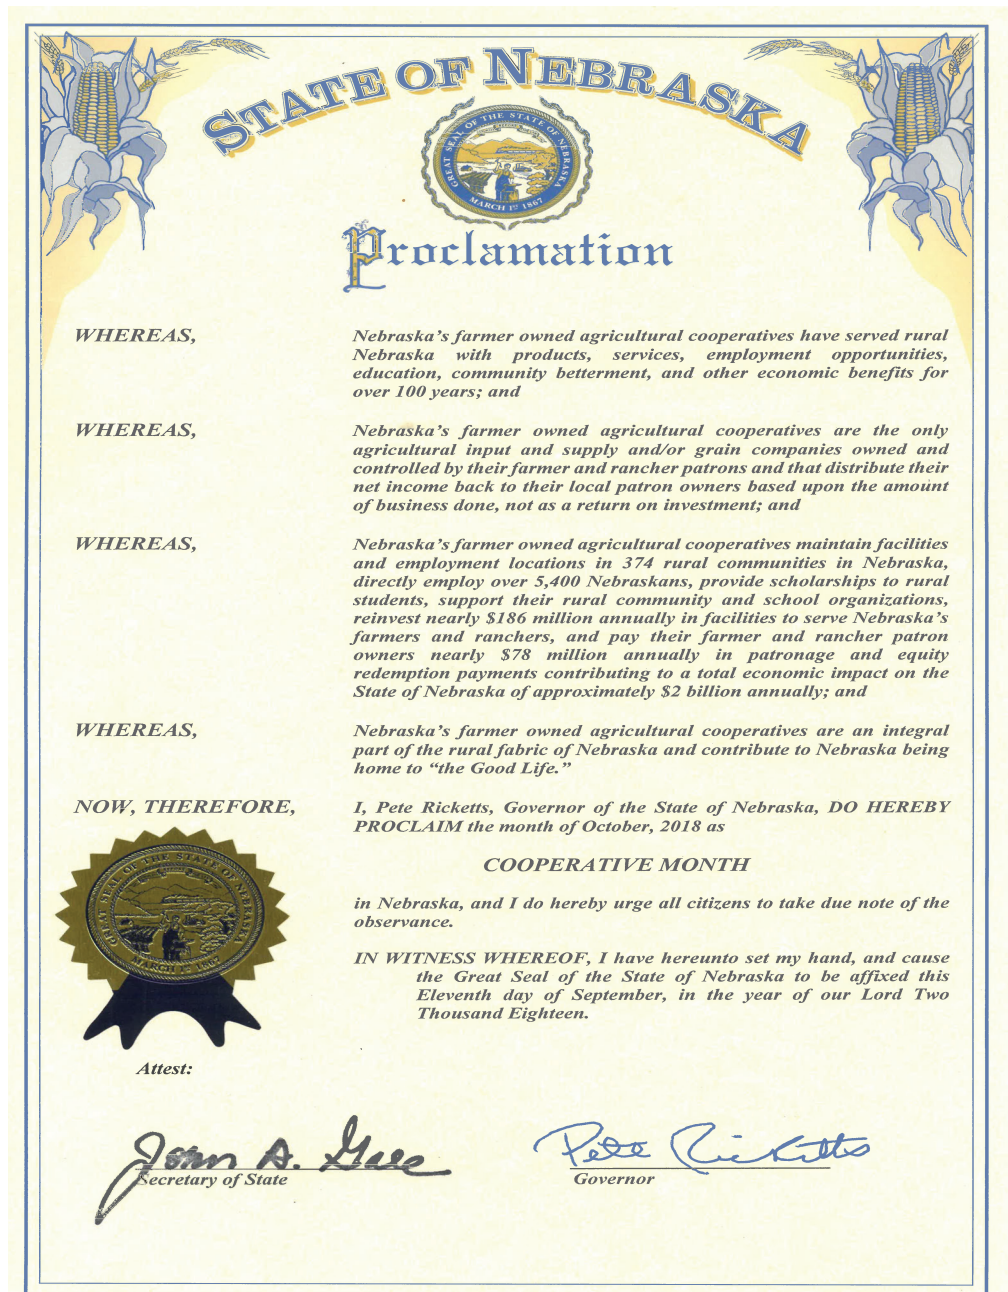 STATE OF NEBRASKA
GREAT SEAL OF THE STATE OF NEBRASKA
MARCH 1ST 1867
Proclamation
WHEREAS,
Nebraska's farmer owned agricultural cooperatives have served rural
Nebraska with products, services, employment opportunities,
education, community betterment, and other economic benefits for
over 100 years; and
WHEREAS,
Nebraska's farmer owned agricultural cooperatives are the only
agricultural input and supply and/or grain companies owned and
controlled by their farmer and rancher patrons and that distribute their
net income back to their local patron owners based upon the amount
of business done, not as a return on investment; and
WHEREAS,
Nebraska's farmer owned agricultural cooperatives maintain facilities
and employment locations in 374 rural communities in Nebraska,
directly employ over 5,400 Nebraskans, provide scholarships to rural
students, support their rural community and school organizations,
reinvest nearly $186 million annually in facilities to serve Nebraska's
farmers and ranchers, and pay their farmer and rancher patron
owners nearly $78 million annually in patronage and equity
redemption payments contributing to a total economic impact on the
State of Nebraska of approximately $2 billion annually; and
WHEREAS,
Nebraska's farmer owned agricultural cooperatives are an integral
part of the rural fabric of Nebraska and contribute to Nebraska being
home to “the Good Life.”
NOW, THEREFORE,
I, Pete Ricketts, Governor of the State of Nebraska, DO HEREBY
PROCLAIM the month of October, 2018 as
COOPERATIVE MONTH
in Nebraska, and I do hereby urge all citizens to take due note of the
observance.
IN WITNESS WHEREOF, I have hereunto set my hand, and cause
the Great Seal of the State of Nebraska to be affixed this
Eleventh day of September, in the year of our Lord Two
Thousand Eighteen.
GREAT SEAL OF THE STATE OF NEBRASKA
MARCH 1ST 1867
Attest:
John A. Gale
Secretary of State
Pete Ricketts
Governor